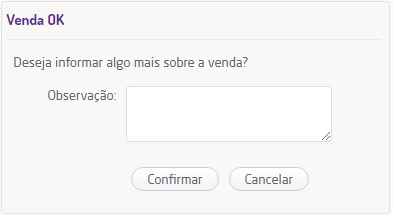 Venda OK
Deseja informar algo mais sobre a venda?
Observação:
Confirmar Cancelar